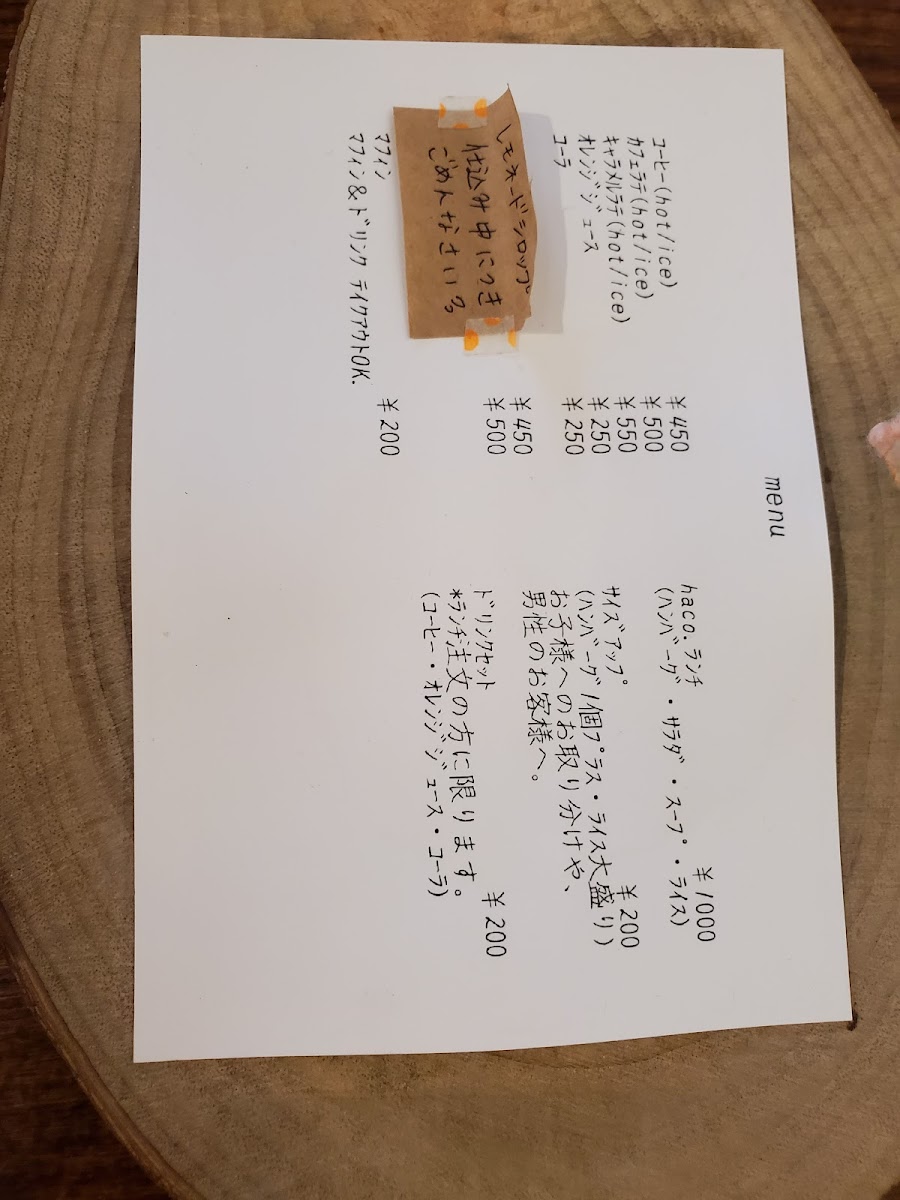 menu
コーヒー(hot/ice) ¥450
カフェラテ(hot/ice) ¥500
キャラメルラテ(hot/ice) ¥550
オレンジジュース ¥250
コーラ ¥250
シロップ
仕込み中につき
ごめんなさい
¥450
¥500
マフィン ¥200
マフィン&ドリンク テイクアウトOK.
haco.ランチ ¥1000
(ハンバーグ・サラダ・スープ・ライス)
サイズアップ ¥200
(ハンバーグ1個プラス・ライス大盛り)
お子様へのお取り分けや、
男性のお客様へ。
ドリンクセット ¥200
*ランチ注文の方に限ります。
(コーヒー・オレンジジュース・コーラ)